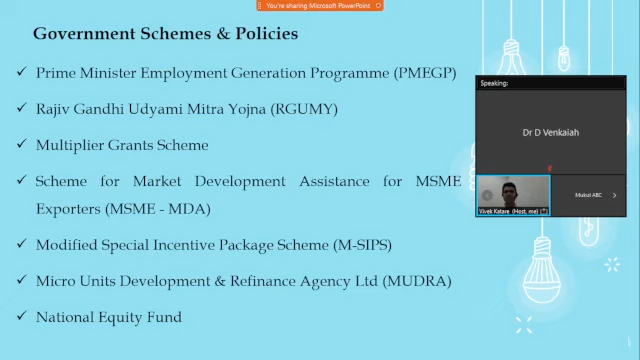 You're sharing Microsoft PowerPoint
Government Schemes & Policies
✓ Prime Minister Employment Generation Programme (PMEGP)
✓ Rajiv Gandhi Udyami Mitra Yojna (RGUMY)
✓ Multiplier Grants Scheme
✓ Scheme for Market Development Assistance for MSME
Exporters (MSME - MDA)
✓ Modified Special Incentive Package Scheme (M-SIPS)
✓ Micro Units Development & Refinance Agency Ltd (MUDRA)
✓ National Equity Fund
Speaking:
Dr D Venkaiah
Vivek Katare (Host, me)
Mukut ABC